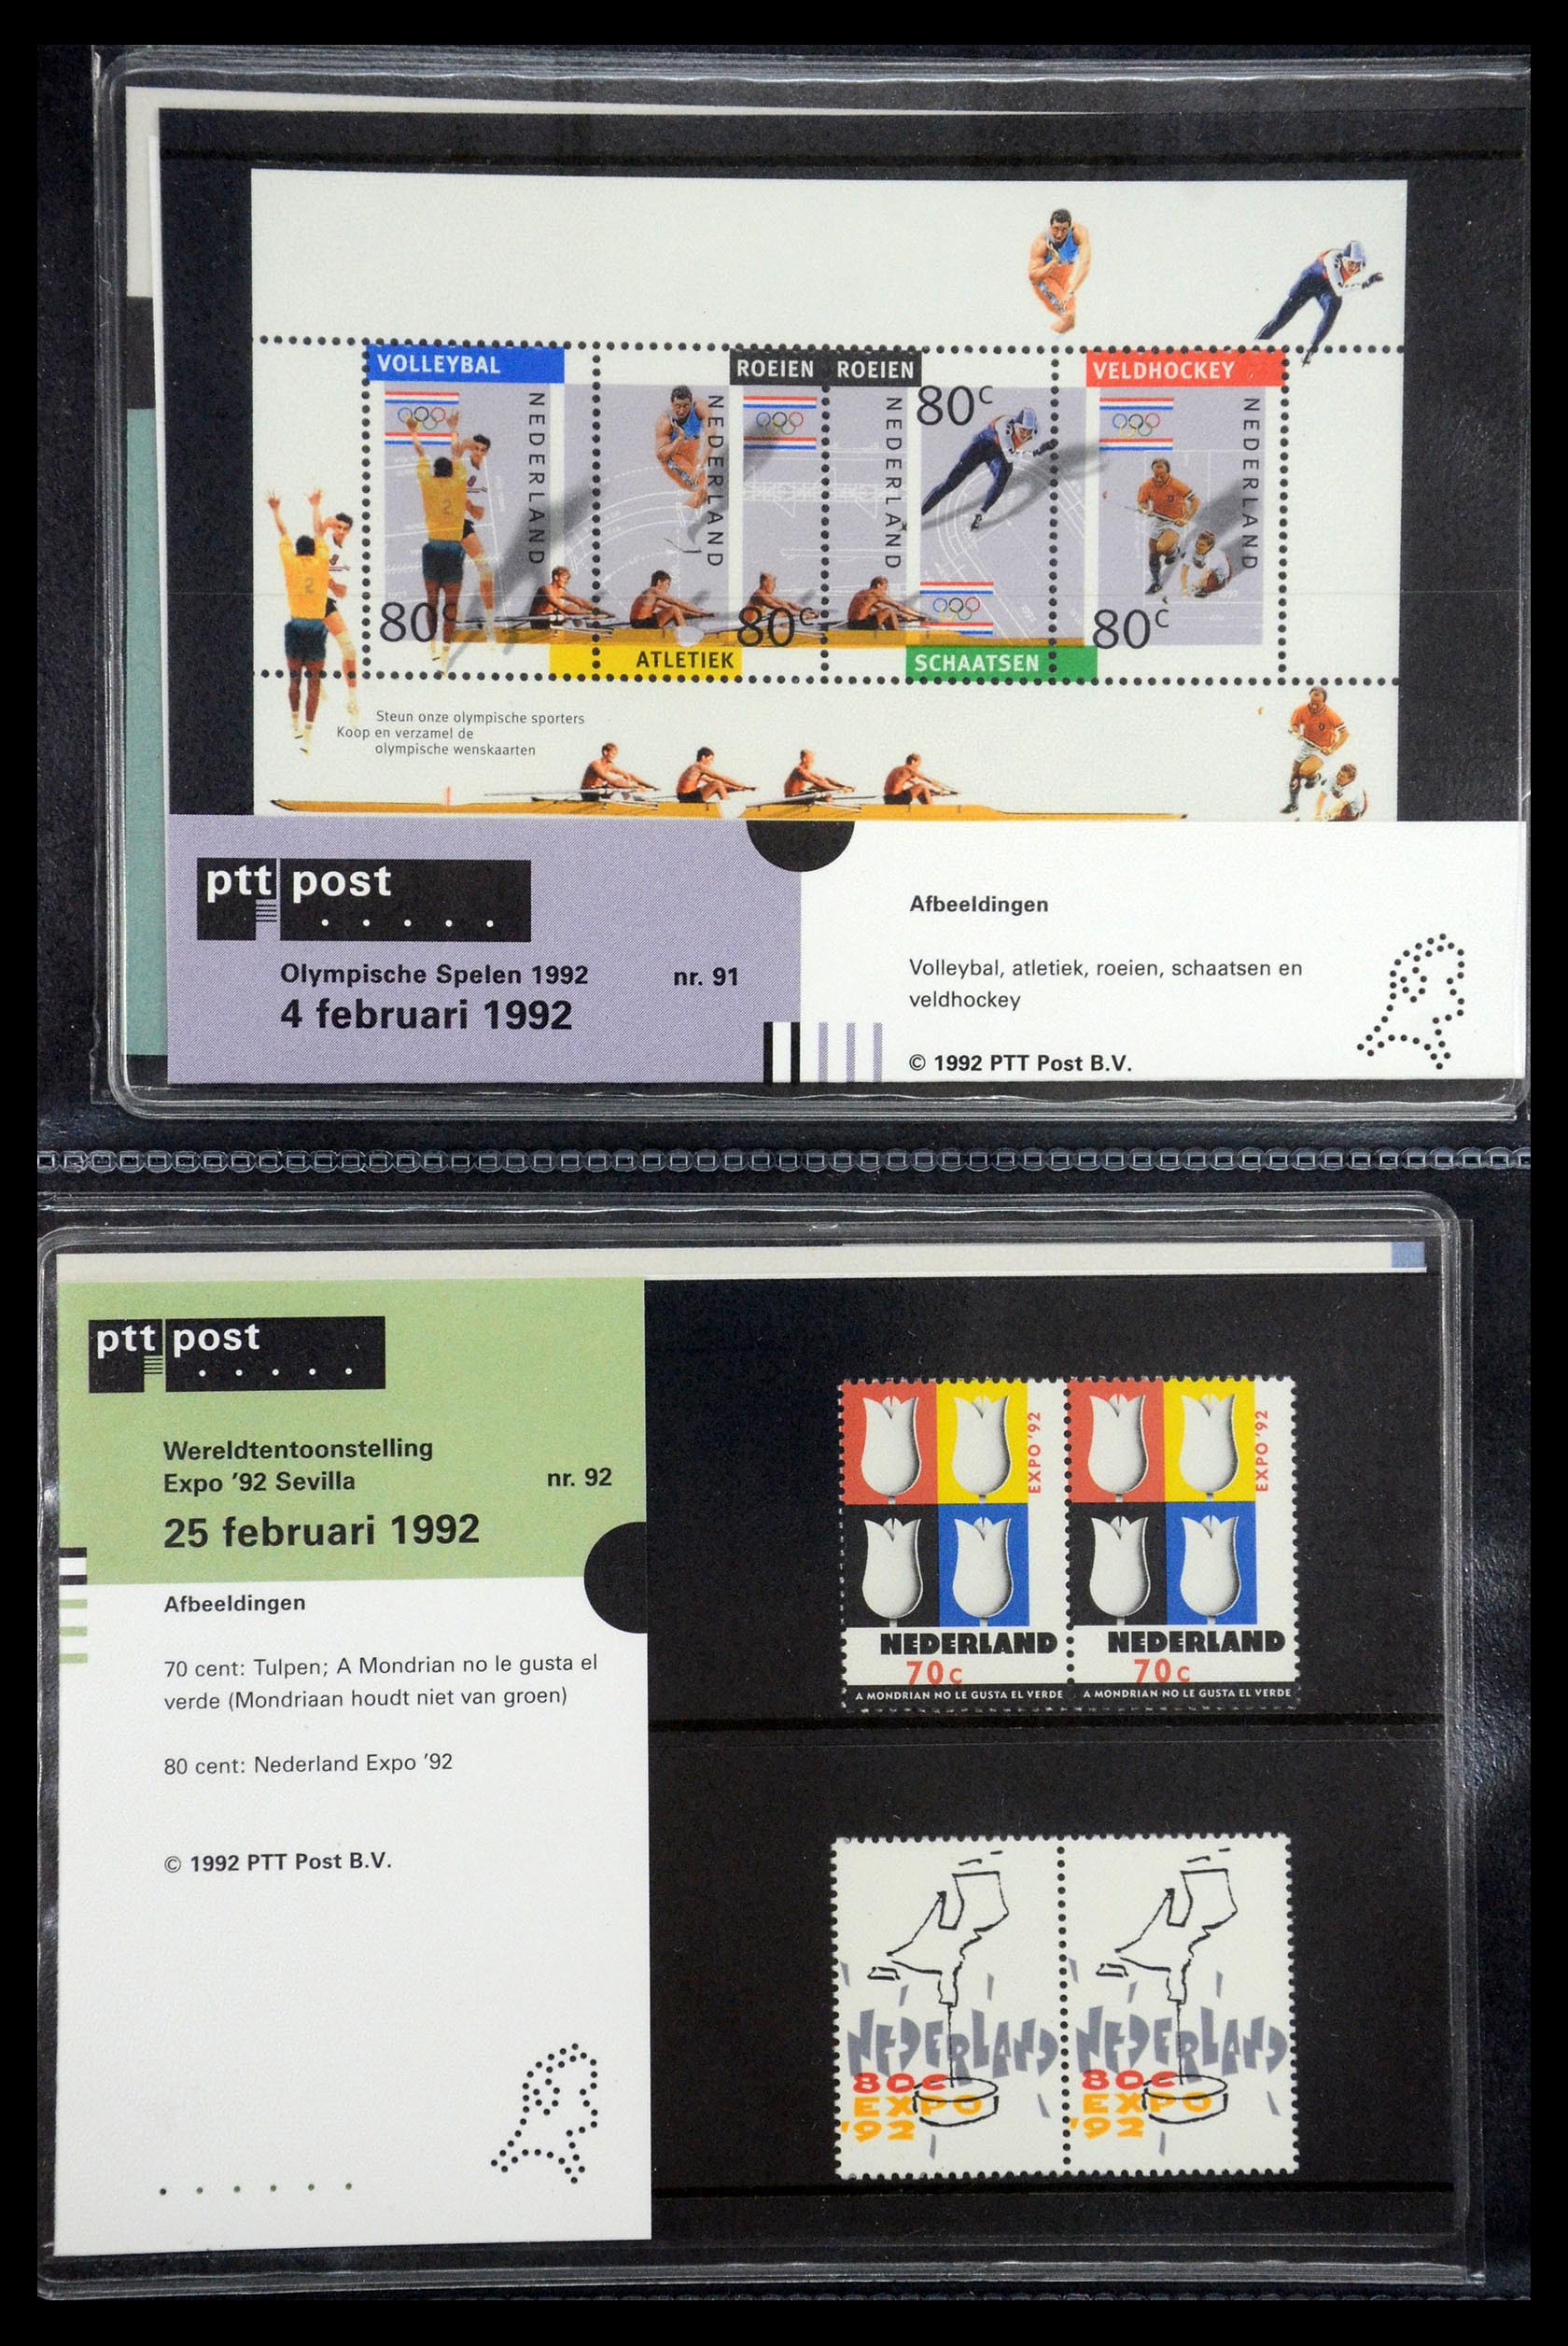 VOLLEYBAL
ROEIEN
ROEIEN
VELDHOCKEY
NEDERLAND
NEDERLAND
NEDERLAND
NEDERLAND
80c
80c
80c
80c
ATLETIEK
SCHAATSEN
2
2
Steun onze olympische sporters
Koop en verzamel de
olympische wenskaarten
ptt post
Olympische Spelen 1992 nr. 91
4 februari 1992
Afbeeldingen
Volleybal, atletiek, roeien, schaatsen en
veldhockey
© 1992 PTT Post B.V.
ptt post
Wereldtentoonstelling
Expo '92 Sevilla nr. 92
25 februari 1992
Afbeeldingen
70 cent: Tulpen; A Mondrian no le gusta el
verde (Mondriaan houdt niet van groen)
80 cent: Nederland Expo '92
© 1992 PTT Post B.V.
EXPO '92
NEDERLAND
70c
A MONDRIAN NO LE GUSTA EL VERDE
EXPO '92
NEDERLAND
70c
A MONDRIAN NO LE GUSTA EL VERDE
NEDERLAND
80c
EXPO
'92
NEDERLAND
80c
EXPO
'92